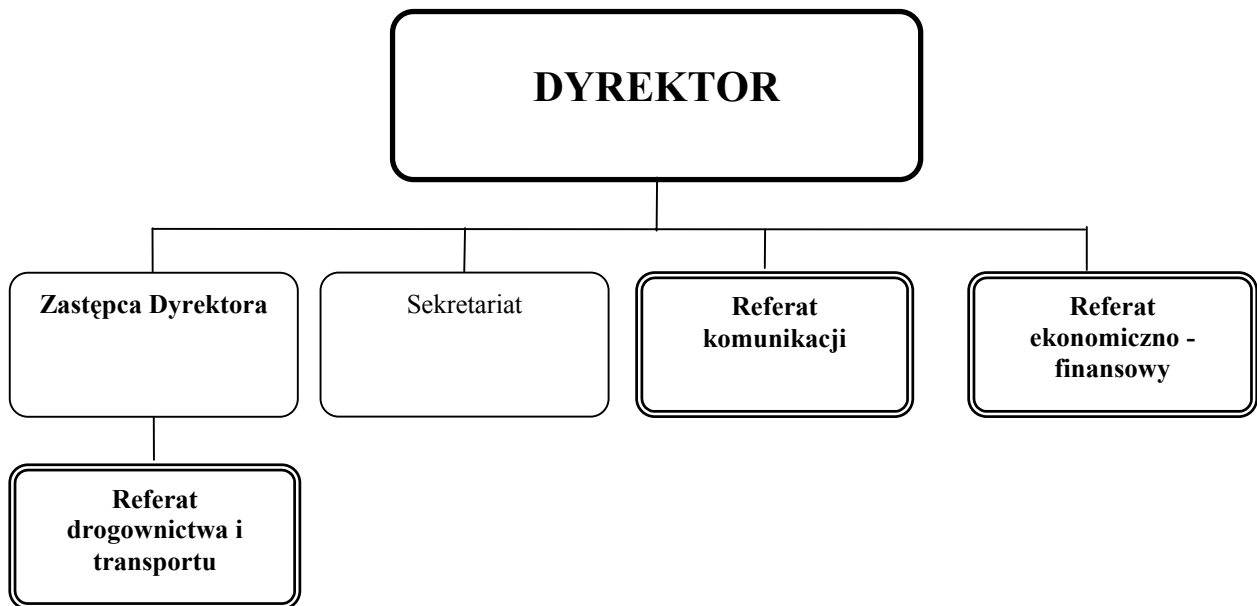 DYREKTOR
Zastępca Dyrektora
Sekretariat
Referat
komunikacji
Referat
ekonomiczno -
finansowy
Referat
drogownictwa i
transportu